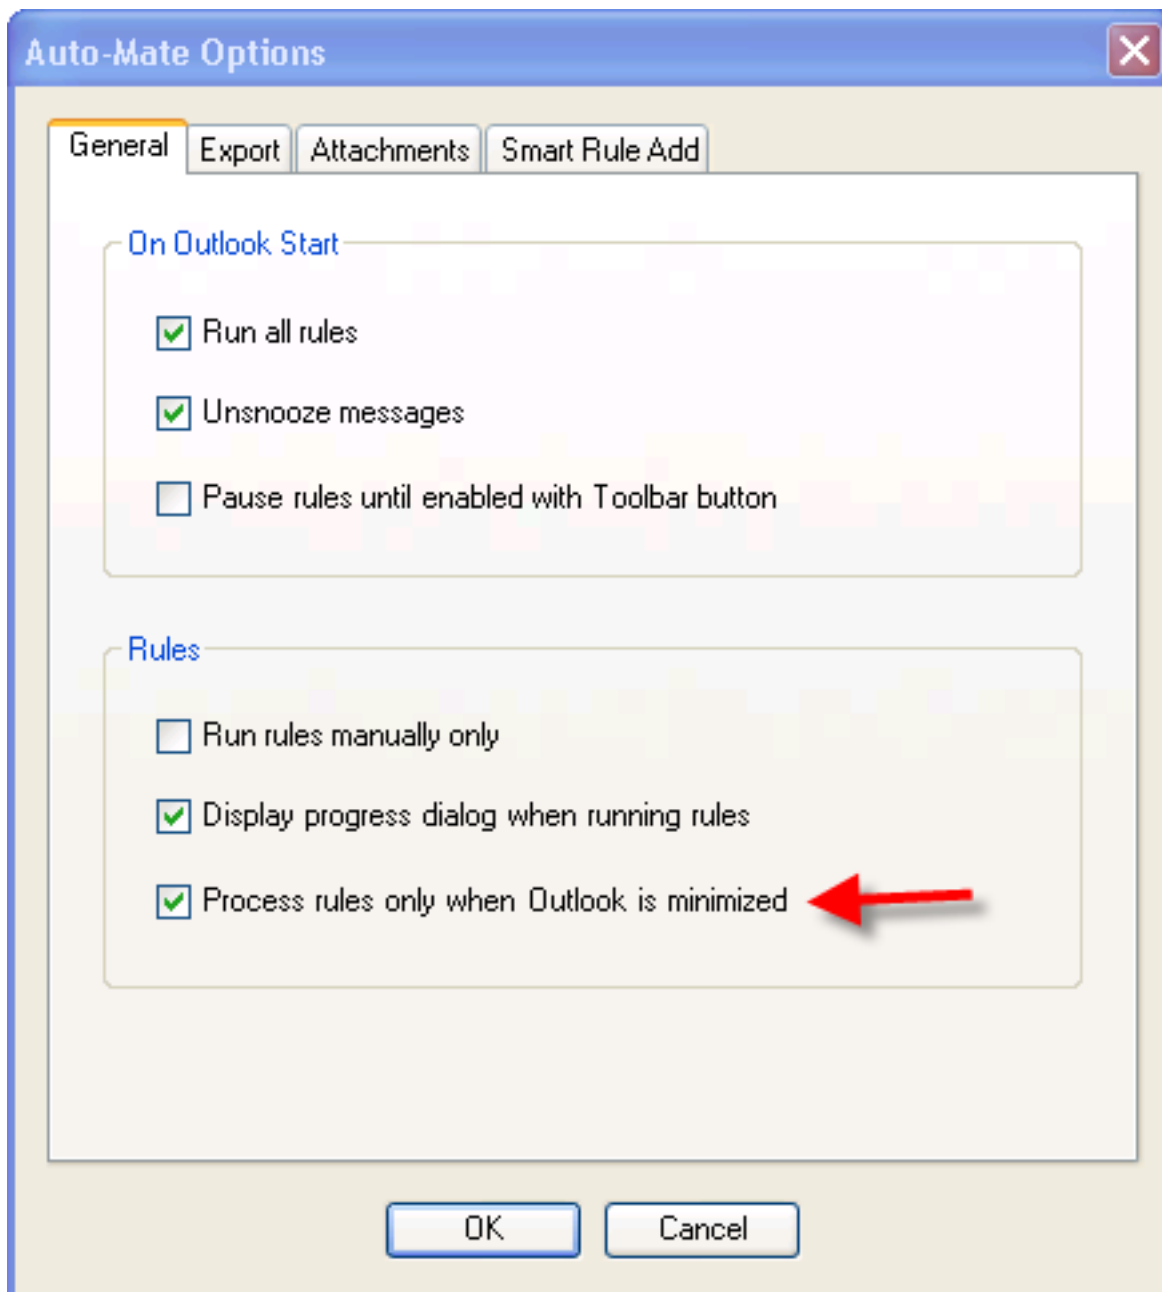 Auto-Mate Options
General
Export
Attachments
Smart Rule Add
On Outlook Start
Run all rules
Unsnooze messages
Pause rules until enabled with Toolbar button
Rules
Run rules manually only
Display progress dialog when running rules
Process rules only when Outlook is minimized
OK
Cancel